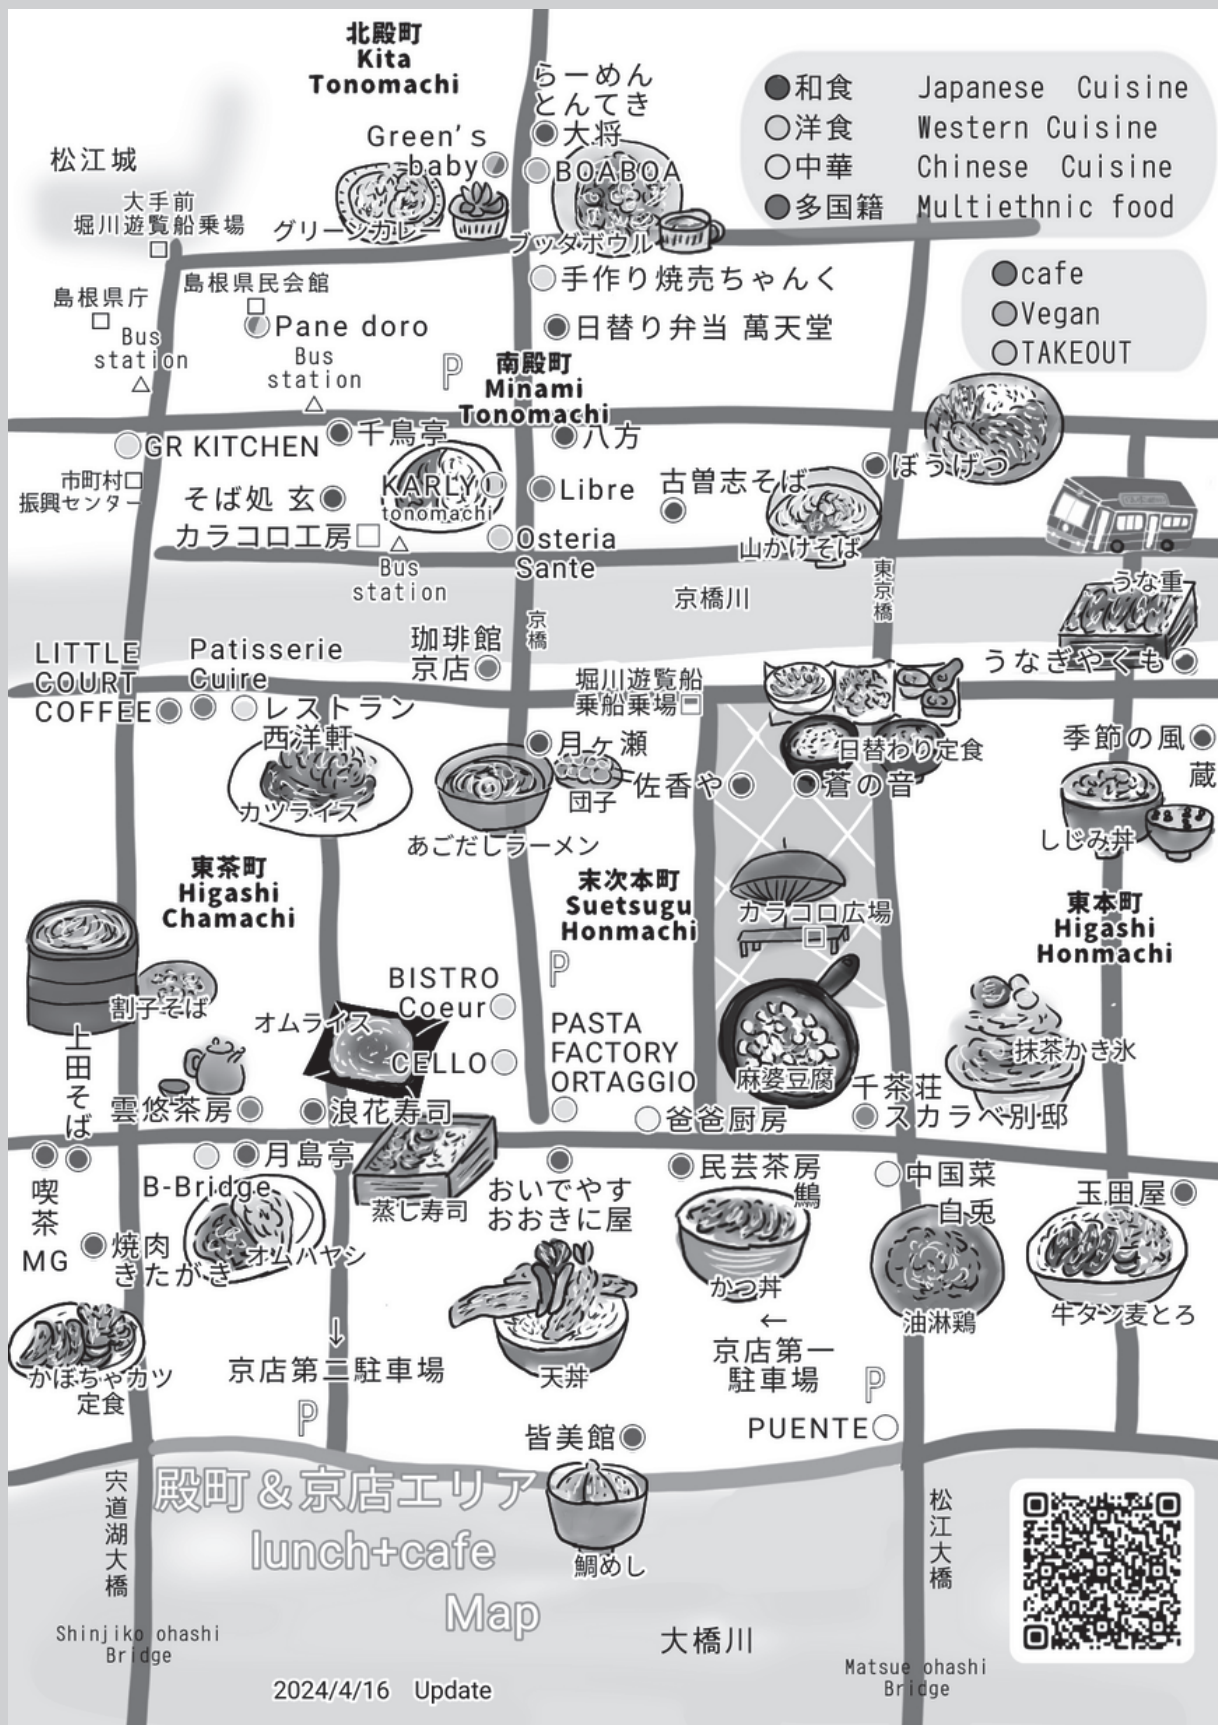 北殿町
Kita
Tonomachi
らーめん
とんてき
大将
Green's
baby
BOABOA
グリーンカレー
ブッダボウル
松江城
大手前
堀川遊覧船乗場
和食 Japanese Cuisine
洋食 Western Cuisine
中華 Chinese Cuisine
多国籍 Multiethnic food
cafe
Vegan
TAKEOUT
島根県庁
Bus
station
島根県民会館
Pane doro
Bus
station
手作り焼売ちゃんく
日替り弁当 萬天堂
P
南殿町
Minami
Tonomachi
GR KITCHEN
千鳥亭
八方
市町村
振興センター
そば処 玄
KARLY
tonomachi
Libre
古曽志そば
ぼうげつ
カラコロ工房
Bus
station
Osteria
Sante
山かけそば
京橋川
京橋
東京橋
うな重
うなぎやくも
LITTLE
COURT
COFFEE
Patisserie
Cuire
レストラン
西洋軒
カツライス
珈琲館
京店
堀川遊覧船
乗船乗場
月ヶ瀬
団子
あごだしラーメン
佐香や
蒼の音
日替わり定食
季節の風
蔵
しじみ丼
東茶町
Higashi
Chamachi
末次本町
Suetsugu
Honmachi
カラコロ広場
東本町
Higashi
Honmachi
割子そば
上田そば
雲悠茶房
オムライス
BISTRO
Coeur
CELLO
浪花寿司
P
PASTA
FACTORY
ORTAGGIO
麻婆豆腐
爸爸厨房
抹茶かき氷
千茶荘
スカラベ別邸
喫茶
MG
B-Bridge
月島亭
オムハヤシ
蒸し寿司
焼肉
きたがき
かぼちゃカツ
定食
おいでやす
おおきに屋
天丼
民芸茶房
鷦
かつ丼
中国菜
白兎
油淋鶏
玉田屋
牛タン麦とろ
↓
京店第二駐車場
P
←
京店第一
駐車場
P
PUENTE
皆美館
鯛めし
殿町&京店エリア
lunch+cafe
Map
宍道湖大橋
Shinjiko ohashi
Bridge
松江大橋
Matsue ohashi
Bridge
大橋川
2024/4/16 Update